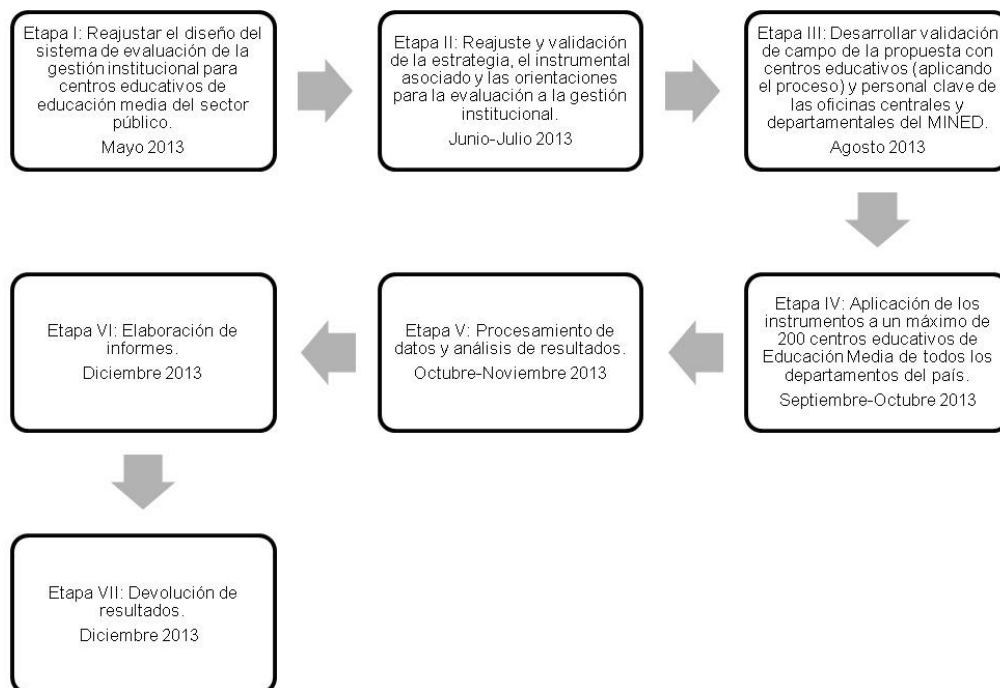 Etapa I: Reajustar el diseño del
sistema de evaluación de la
gestión institucional para
centros educativos de
educación media del sector
público.
Mayo 2013
Etapa II: Reajuste y validación
de la estrategia, el instrumental
asociado y las orientaciones
para la evaluación a la gestión
institucional.
Junio-Julio 2013
Etapa III: Desarrollar validación
de campo de la propuesta con
centros educativos (aplicando
el proceso) y personal clave de
las oficinas centrales y
departamentales del MINED.
Agosto 2013
Etapa IV: Aplicación de los
instrumentos a un máximo de
200 centros educativos de
Educación Media de todos los
departamentos del país.
Septiembre-Octubre 2013
Etapa V: Procesamiento de
datos y análisis de resultados.
Octubre-Noviembre 2013
Etapa VI: Elaboración de
informes.
Diciembre 2013
Etapa VII: Devolución de
resultados.
Diciembre 2013